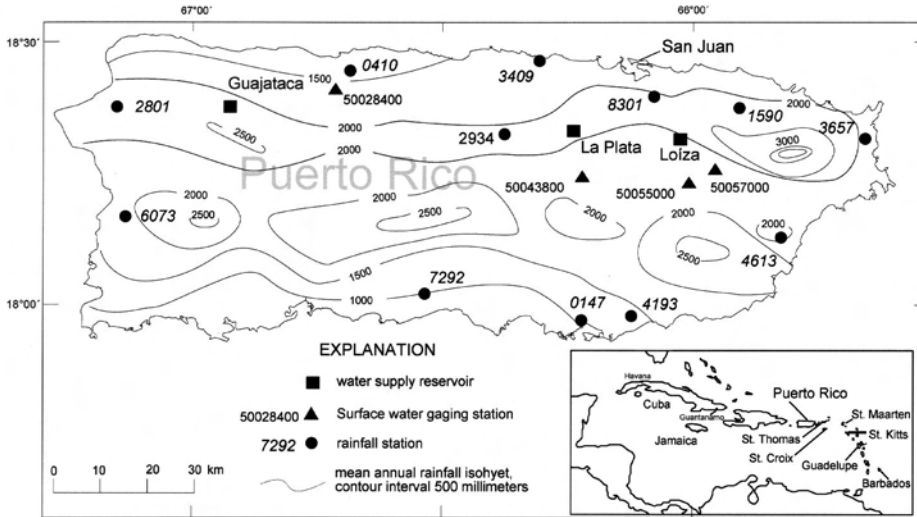 67°00′
66°00′
18°30′
San Juan
0410
1500
3409
Guajataca
50028400
8301
2000
2801
1590
2000
2934
3657
2500
3000
La Plata
2000
Loíza
Puerto Rico
50043800
50055000
50057000
2000
2000
2000
2000
2000
6073
2500
2500
2500
4613
1500
7292
18°00′
1000
0147
4193
EXPLANATION
water supply reservoir
50028400 Surface water gaging station
7292 rainfall station
0 10 20 30 km
mean annual rainfall isohyet,
contour interval 500 millimeters
Havana
Cuba
Puerto Rico
Guantanamo
St. Maarten
Jamaica
St. Thomas
St. Kitts
St. Croix
Guadelupe
Barbados